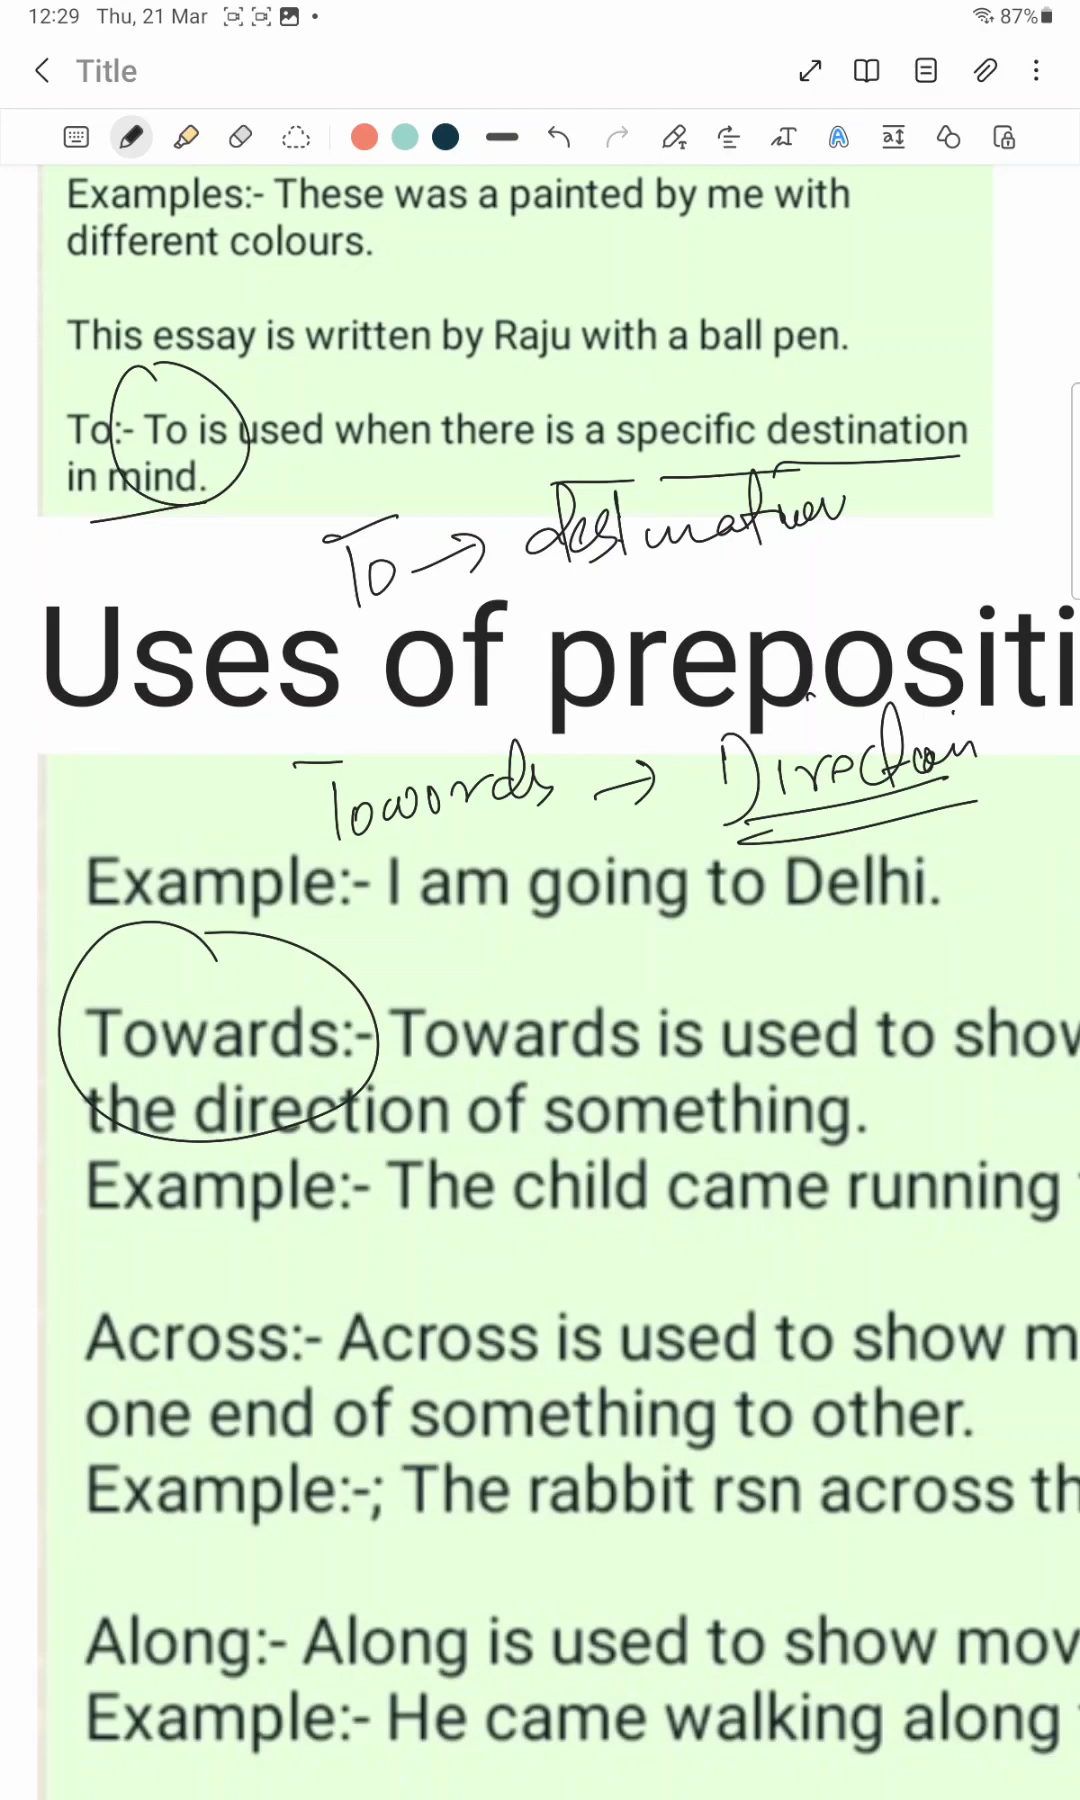 12:29 Thu, 21 Mar 87%
Title
Examples:- These was a painted by me with
different colours.
This essay is written by Raju with a ball pen.
To:- To is used when there is a specific destination
in mind.
To → destination
Uses of prepositi
Towords → Direction
Example:- I am going to Delhi.
Towards:- Towards is used to show
the direction of something.
Example:- The child came running
Across:- Across is used to show m
one end of something to other.
Example:-; The rabbit rsn across th
Along:- Along is used to show mov
Example:- He came walking along